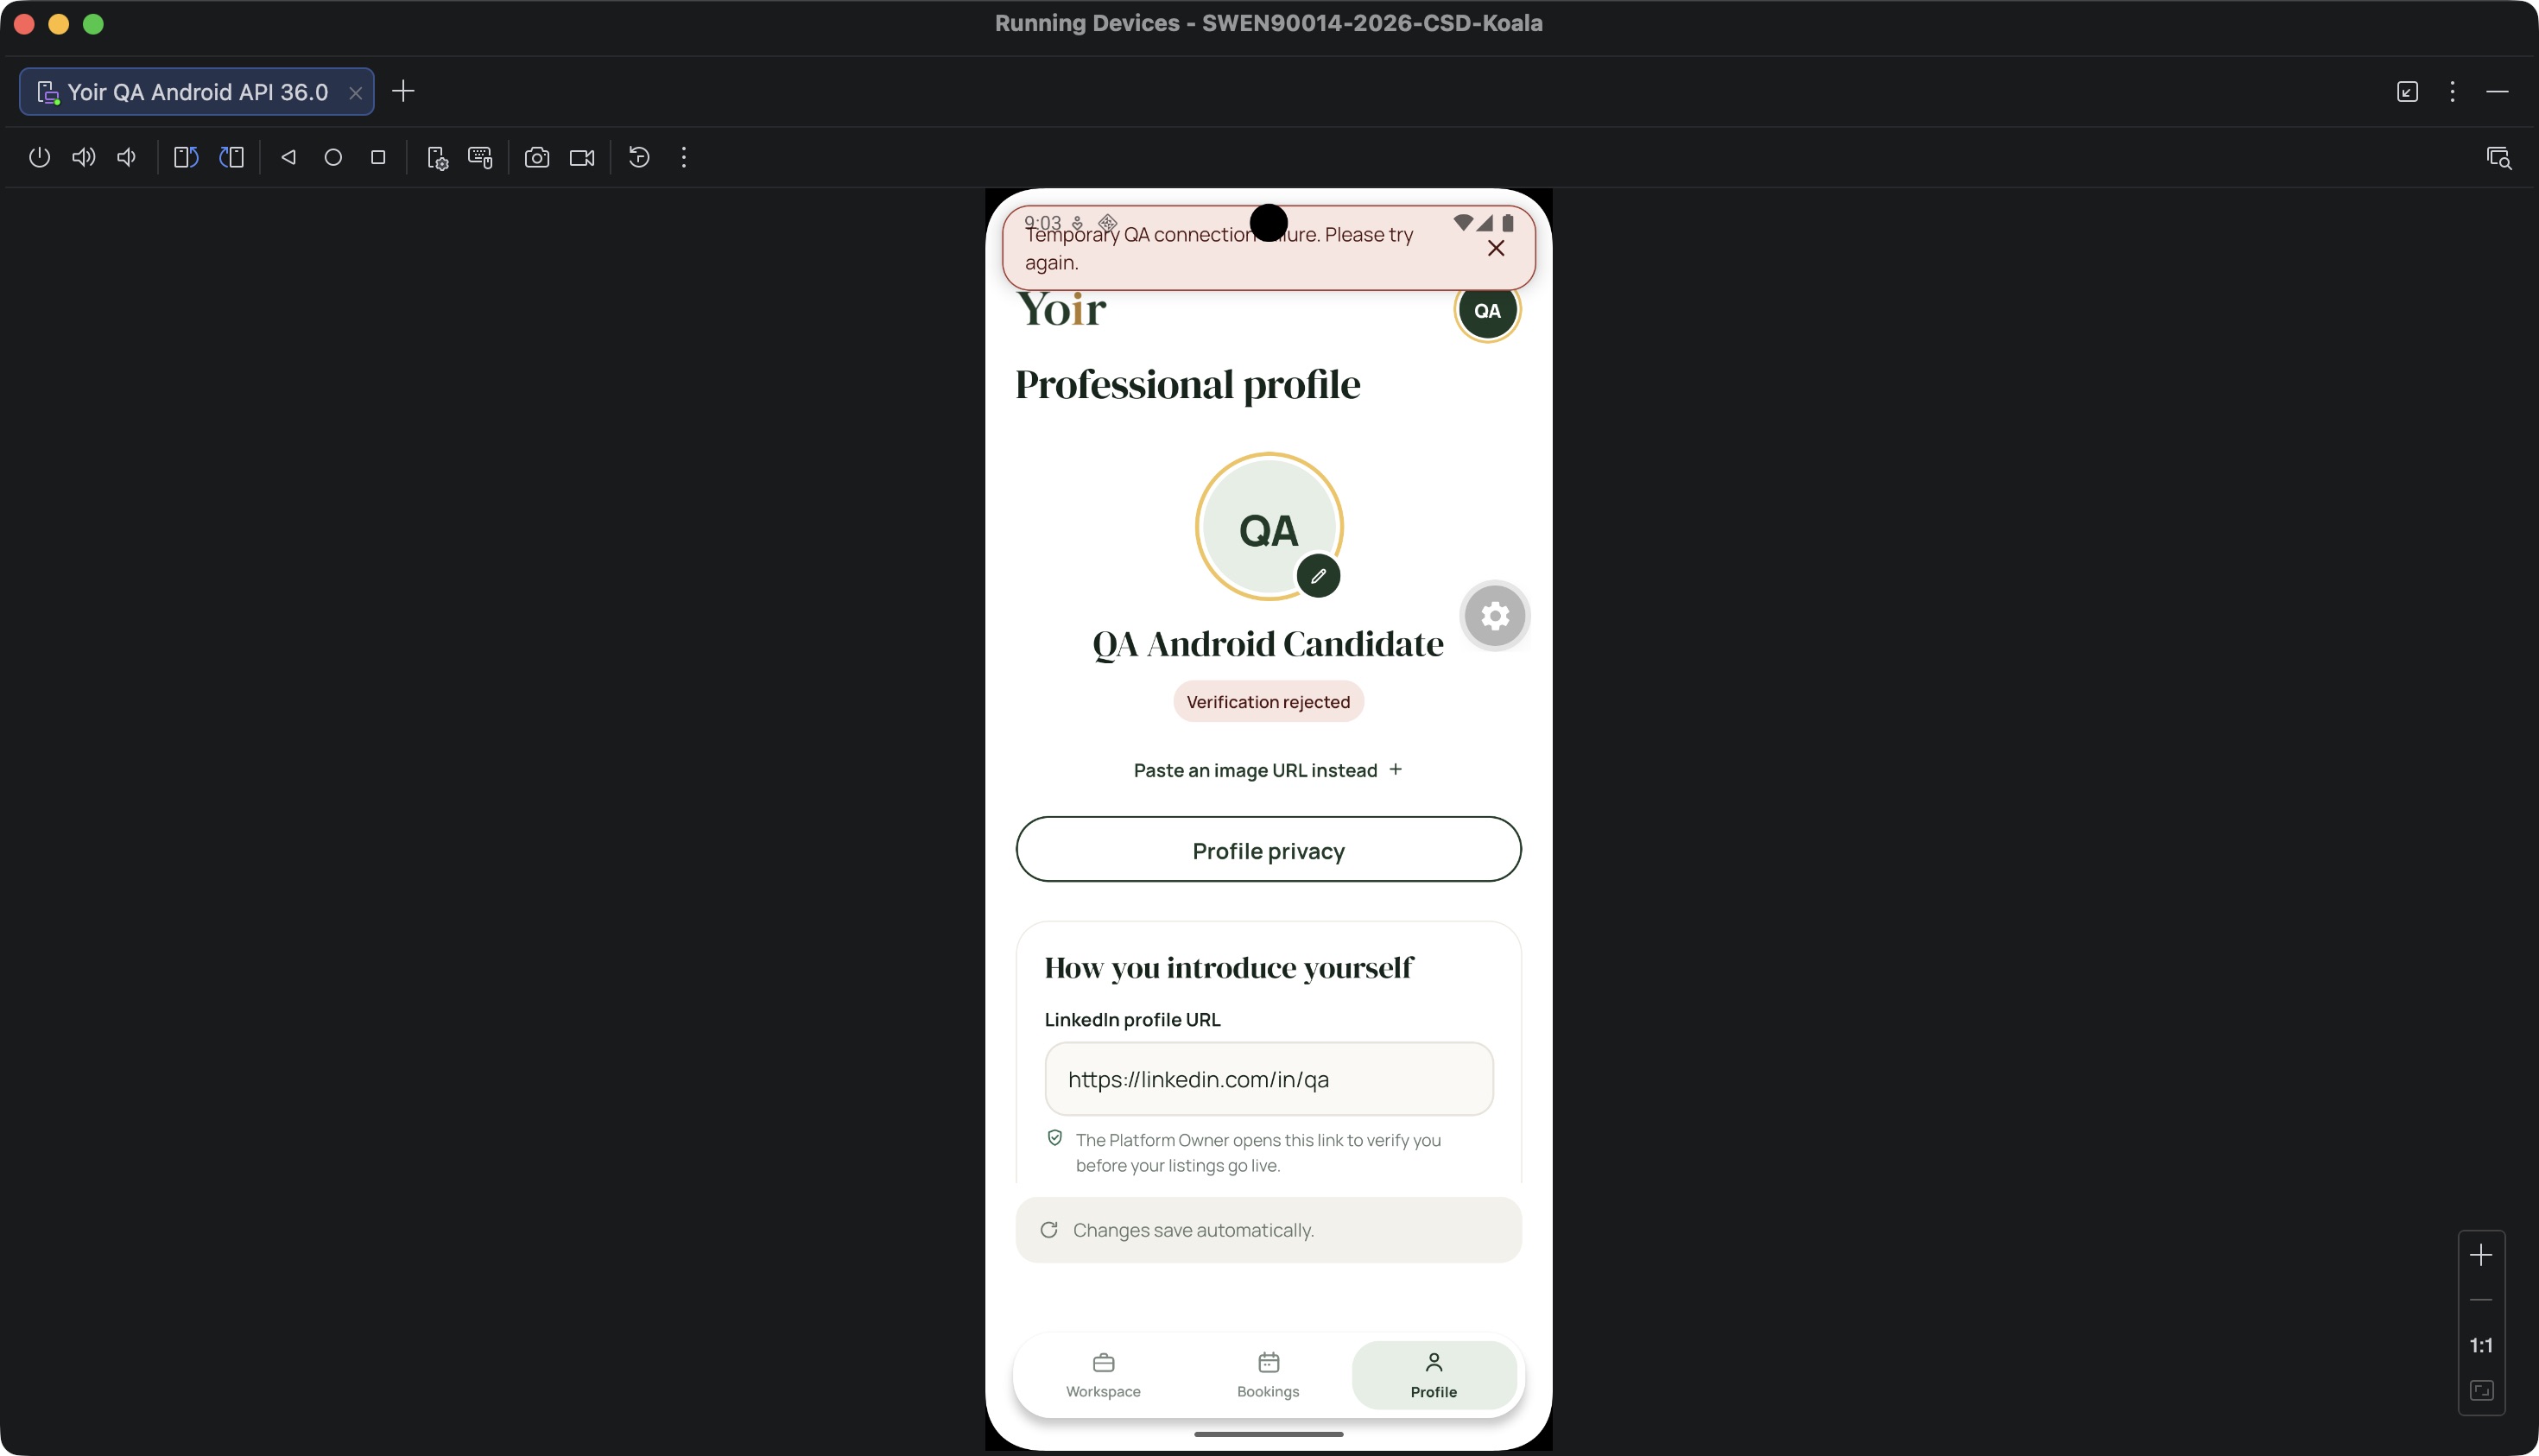 Running Devices - SWEN90014-2026-CSD-Koala
Yoir QA Android API 36.0
9:03
Temporary QA connection failure. Please try
again.
Yoir
QA
Professional profile
QA
QA Android Candidate
Verification rejected
Paste an image URL instead +
Profile privacy
How you introduce yourself
LinkedIn profile URL
https://linkedin.com/in/qa
The Platform Owner opens this link to verify you
before your listings go live.
Changes save automatically.
1:1
Workspace
Bookings
Profile